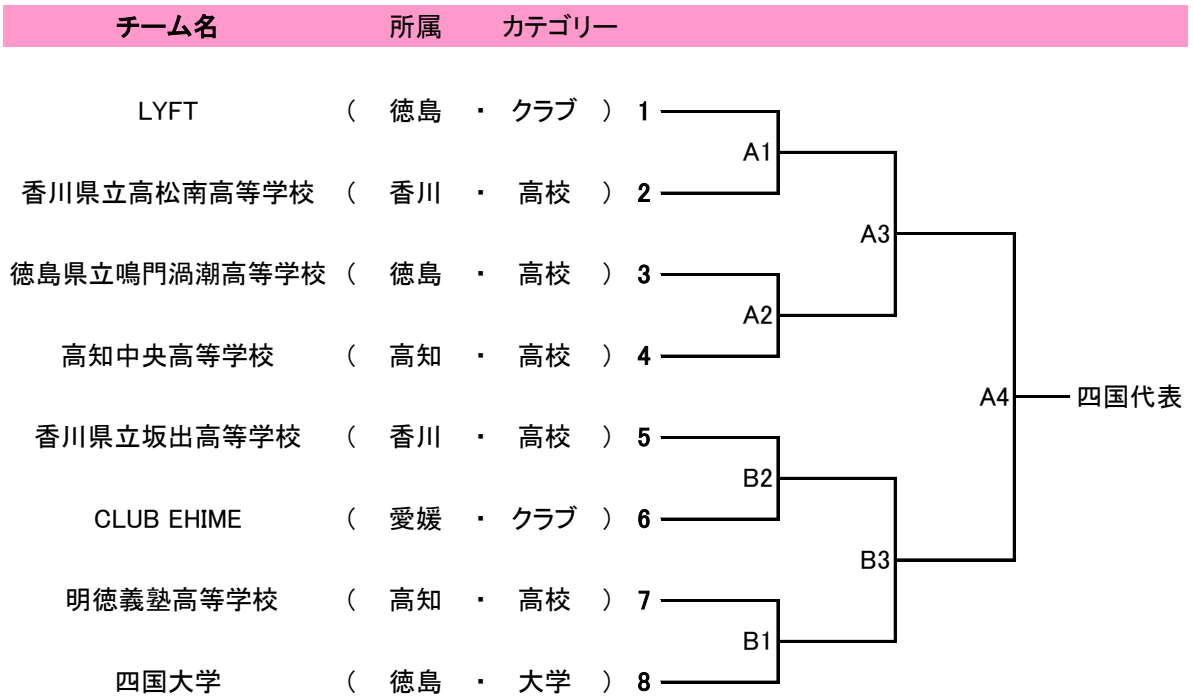 チーム名 所属 カテゴリー
LYFT ( 徳島 ・ クラブ ) 1
A1
香川県立高松南高等学校 ( 香川 ・ 高校 ) 2
A3
徳島県立鳴門渦潮高等学校 ( 徳島 ・ 高校 ) 3
A2
高知中央高等学校 ( 高知 ・ 高校 ) 4
A4 四国代表
香川県立坂出高等学校 ( 香川 ・ 高校 ) 5
B2
CLUB EHIME ( 愛媛 ・ クラブ ) 6
B3
明徳義塾高等学校 ( 高知 ・ 高校 ) 7
B1
四国大学 ( 徳島 ・ 大学 ) 8